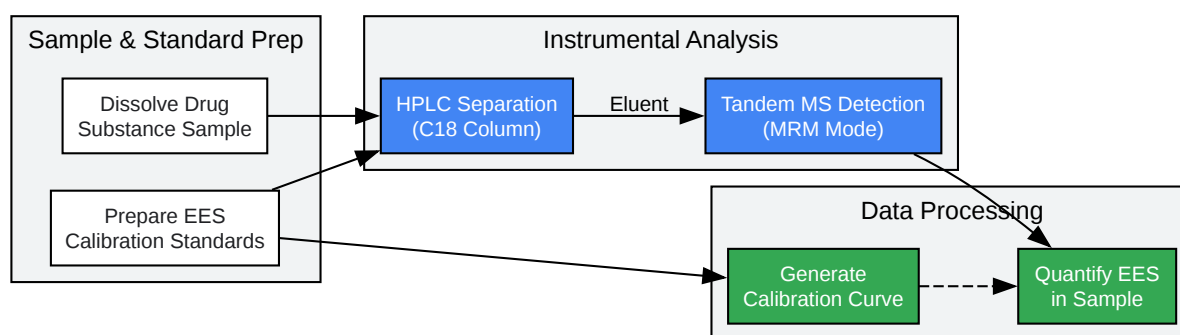 Sample & Standard Prep
Dissolve Drug
Substance Sample
Prepare EES
Calibration Standards
Instrumental Analysis
HPLC Separation
(C18 Column)
Eluent
Tandem MS Detection
(MRM Mode)
Data Processing
Generate
Calibration Curve
Quantify EES
in Sample